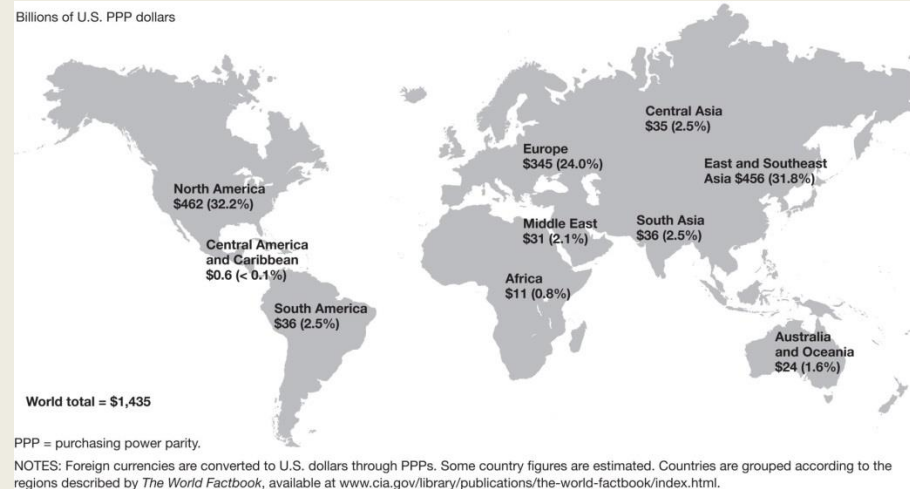 Billions of U.S. PPP dollars
Central Asia
$35 (2.5%)
Europe
$345 (24.0%)
East and Southeast
Asia $456 (31.8%)
North America
$462 (32.2%)
Middle East
$31 (2.1%)
South Asia
$36 (2.5%)
Central America
and Caribbean
$0.6 (< 0.1%)
Africa
$11 (0.8%)
South America
$36 (2.5%)
Australia
and Oceania
$24 (1.6%)
World total = $1,435
PPP = purchasing power parity.
NOTES: Foreign currencies are converted to U.S. dollars through PPPs. Some country figures are estimated. Countries are grouped according to the
regions described by The World Factbook, available at www.cia.gov/library/publications/the-world-factbook/index.html.